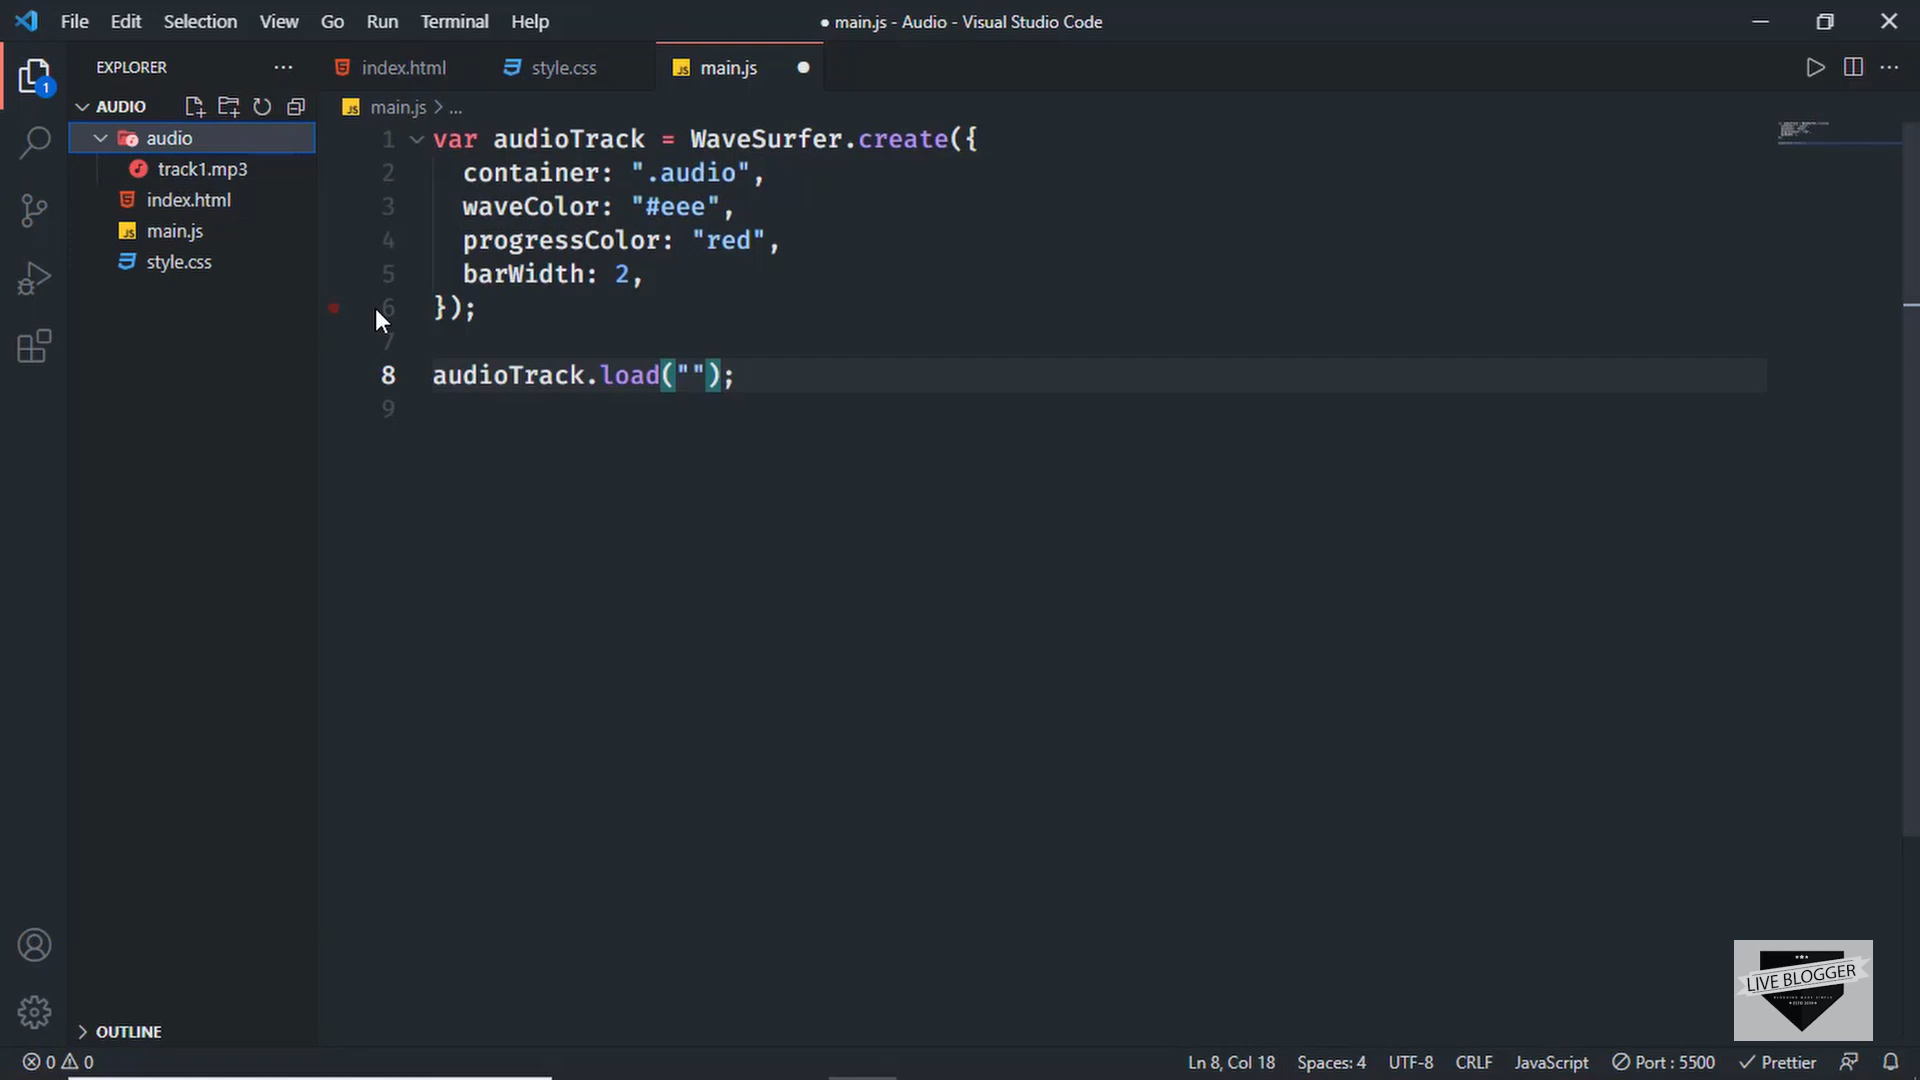 File Edit Selection View Go Run Terminal Help
● main.js - Audio - Visual Studio Code
EXPLORER
1
AUDIO
audio
track1.mp3
index.html
main.js
style.css
OUTLINE
index.html
style.css
main.js
main.js > ...
1 var audioTrack = WaveSurfer.create({
2 container: ".audio",
3 waveColor: "#eee",
4 progressColor: "red",
5 barWidth: 2,
6 });
7
8 audioTrack.load("");
9
LIVE BLOGGER
0 0
Ln 8, Col 18 Spaces: 4 UTF-8 CRLF JavaScript Port : 5500 Prettier